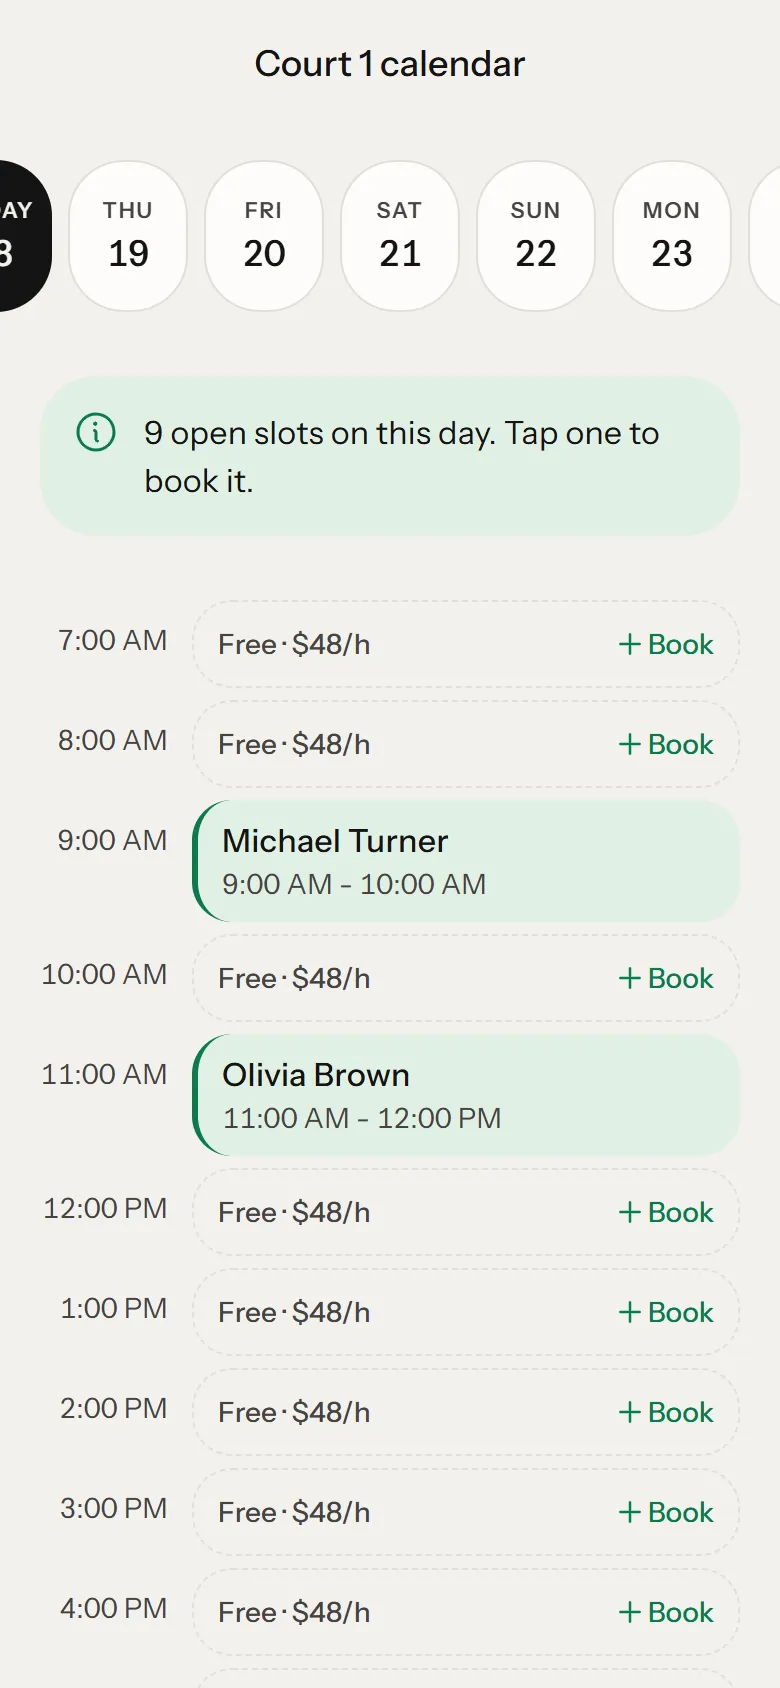 Court 1 calendar
AY
8
THU
19
FRI
20
SAT
21
SUN
22
MON
23
9 open slots on this day. Tap one to
book it.
7:00 AM
Free · $48/h
+ Book
8:00 AM
Free · $48/h
+ Book
9:00 AM
Michael Turner
9:00 AM – 10:00 AM
10:00 AM
Free · $48/h
+ Book
11:00 AM
Olivia Brown
11:00 AM – 12:00 PM
12:00 PM
Free · $48/h
+ Book
1:00 PM
Free · $48/h
+ Book
2:00 PM
Free · $48/h
+ Book
3:00 PM
Free · $48/h
+ Book
4:00 PM
Free · $48/h
+ Book